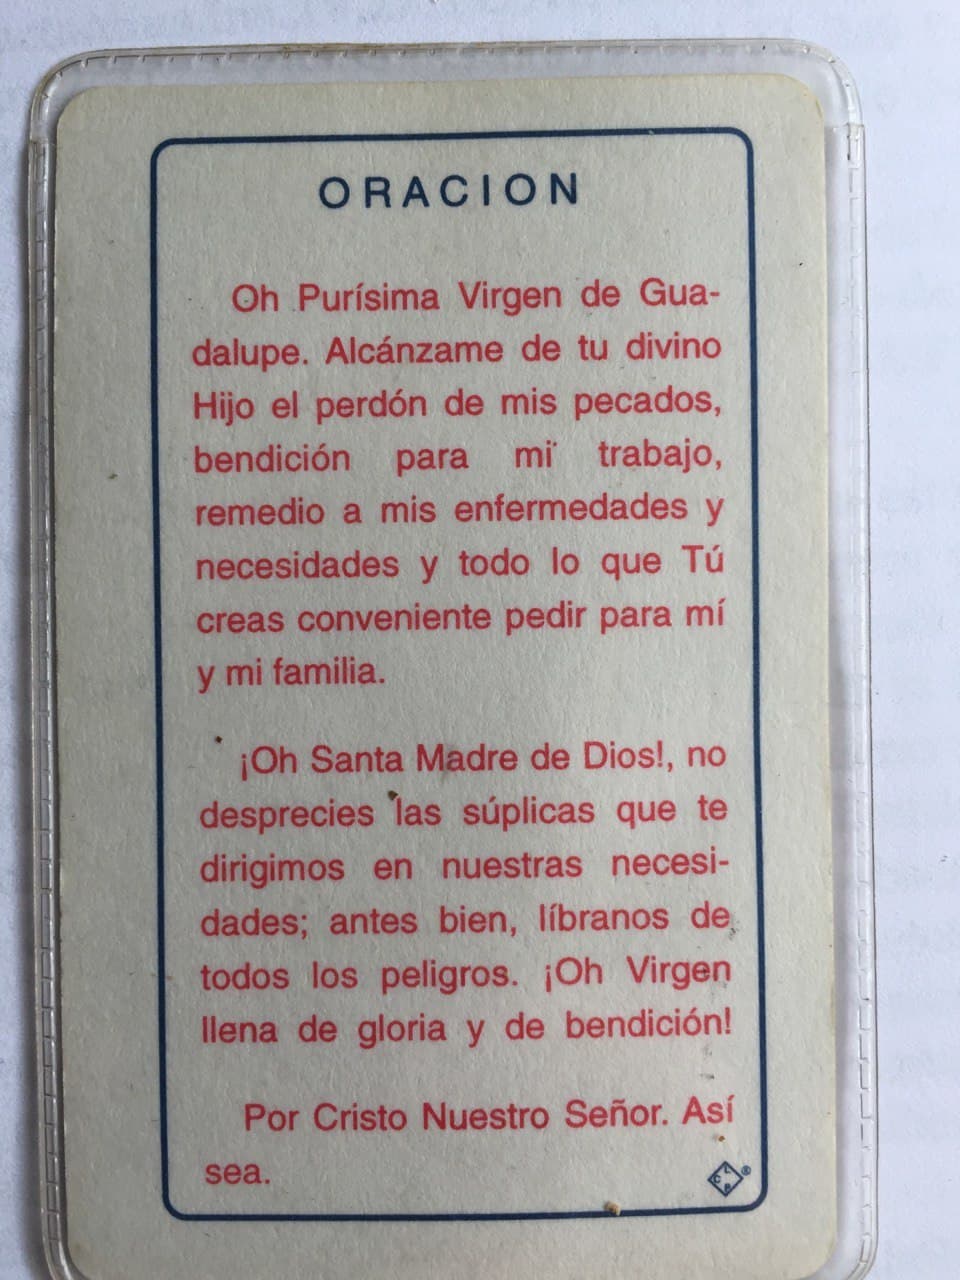 ORACION
Oh Purísima Virgen de Gua-
dalupe. Alcánzame de tu divino
Hijo el perdón de mis pecados,
bendición para mi trabajo,
remedio a mis enfermedades y
necesidades y todo lo que Tú
creas conveniente pedir para mí
y mi familia.
¡Oh Santa Madre de Dios!, no
desprecies las súplicas que te
dirigimos en nuestras necesi-
dades; antes bien, líbranos de
todos los peligros. ¡Oh Virgen
llena de gloria y de bendición!
Por Cristo Nuestro Señor. Así
sea.